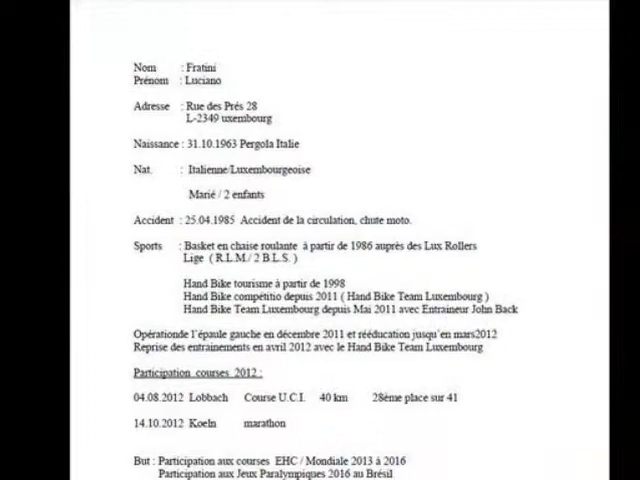 Nom : Fratini
Prénom : Luciano
Adresse : Rue des Prés 28
L-2349 uxembourg
Naissance : 31.10.1963 Pergola Italie
Nat. : Italienne/Luxembourgeoise
Marié / 2 enfants
Accident : 25.04.1985 Accident de la circulation, chute moto.
Sports : Basket en chaise roulante à partir de 1986 auprès des Lux Rollers
Lige ( R.L.M./ 2 B.L.S. )
Hand Bike tourisme à partir de 1998
Hand Bike compétitio depuis 2011 ( Hand Bike Team Luxembourg )
Hand Bike Team Luxembourg depuis Mai 2011 avec Entraineur John Back
Opérationde l'épaule gauche en décembre 2011 et rééducation jusqu'en mars2012
Reprise des entrainements en avril 2012 avec le Hand Bike Team Luxembourg
Participation courses 2012 :
04.08.2012 Lobbach Course U.C.I. 40 km 28éme place sur 41
14.10.2012 Koeln marathon
But : Participation aux courses EHC / Mondiale 2013 à 2016
Participation aux Jeux Paralympiques 2016 au Brésil